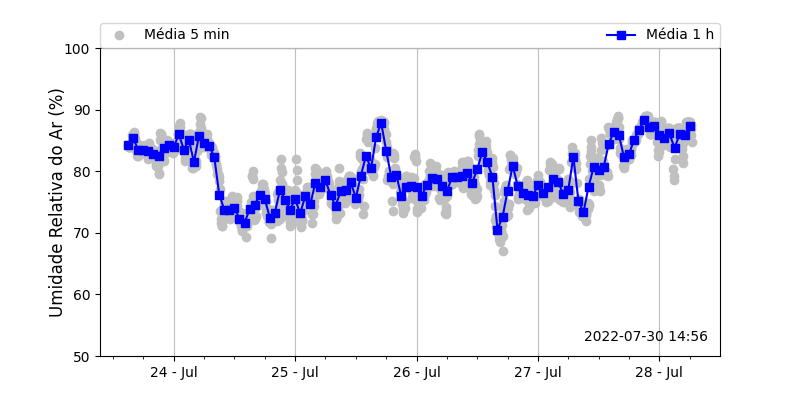 Média 5 min
Média 1 h
Umidade Relativa do Ar (%)
100
90
80
70
60
50
2022-07-30 14:56
24 - Jul
25 - Jul
26 - Jul
27 - Jul
28 - Jul